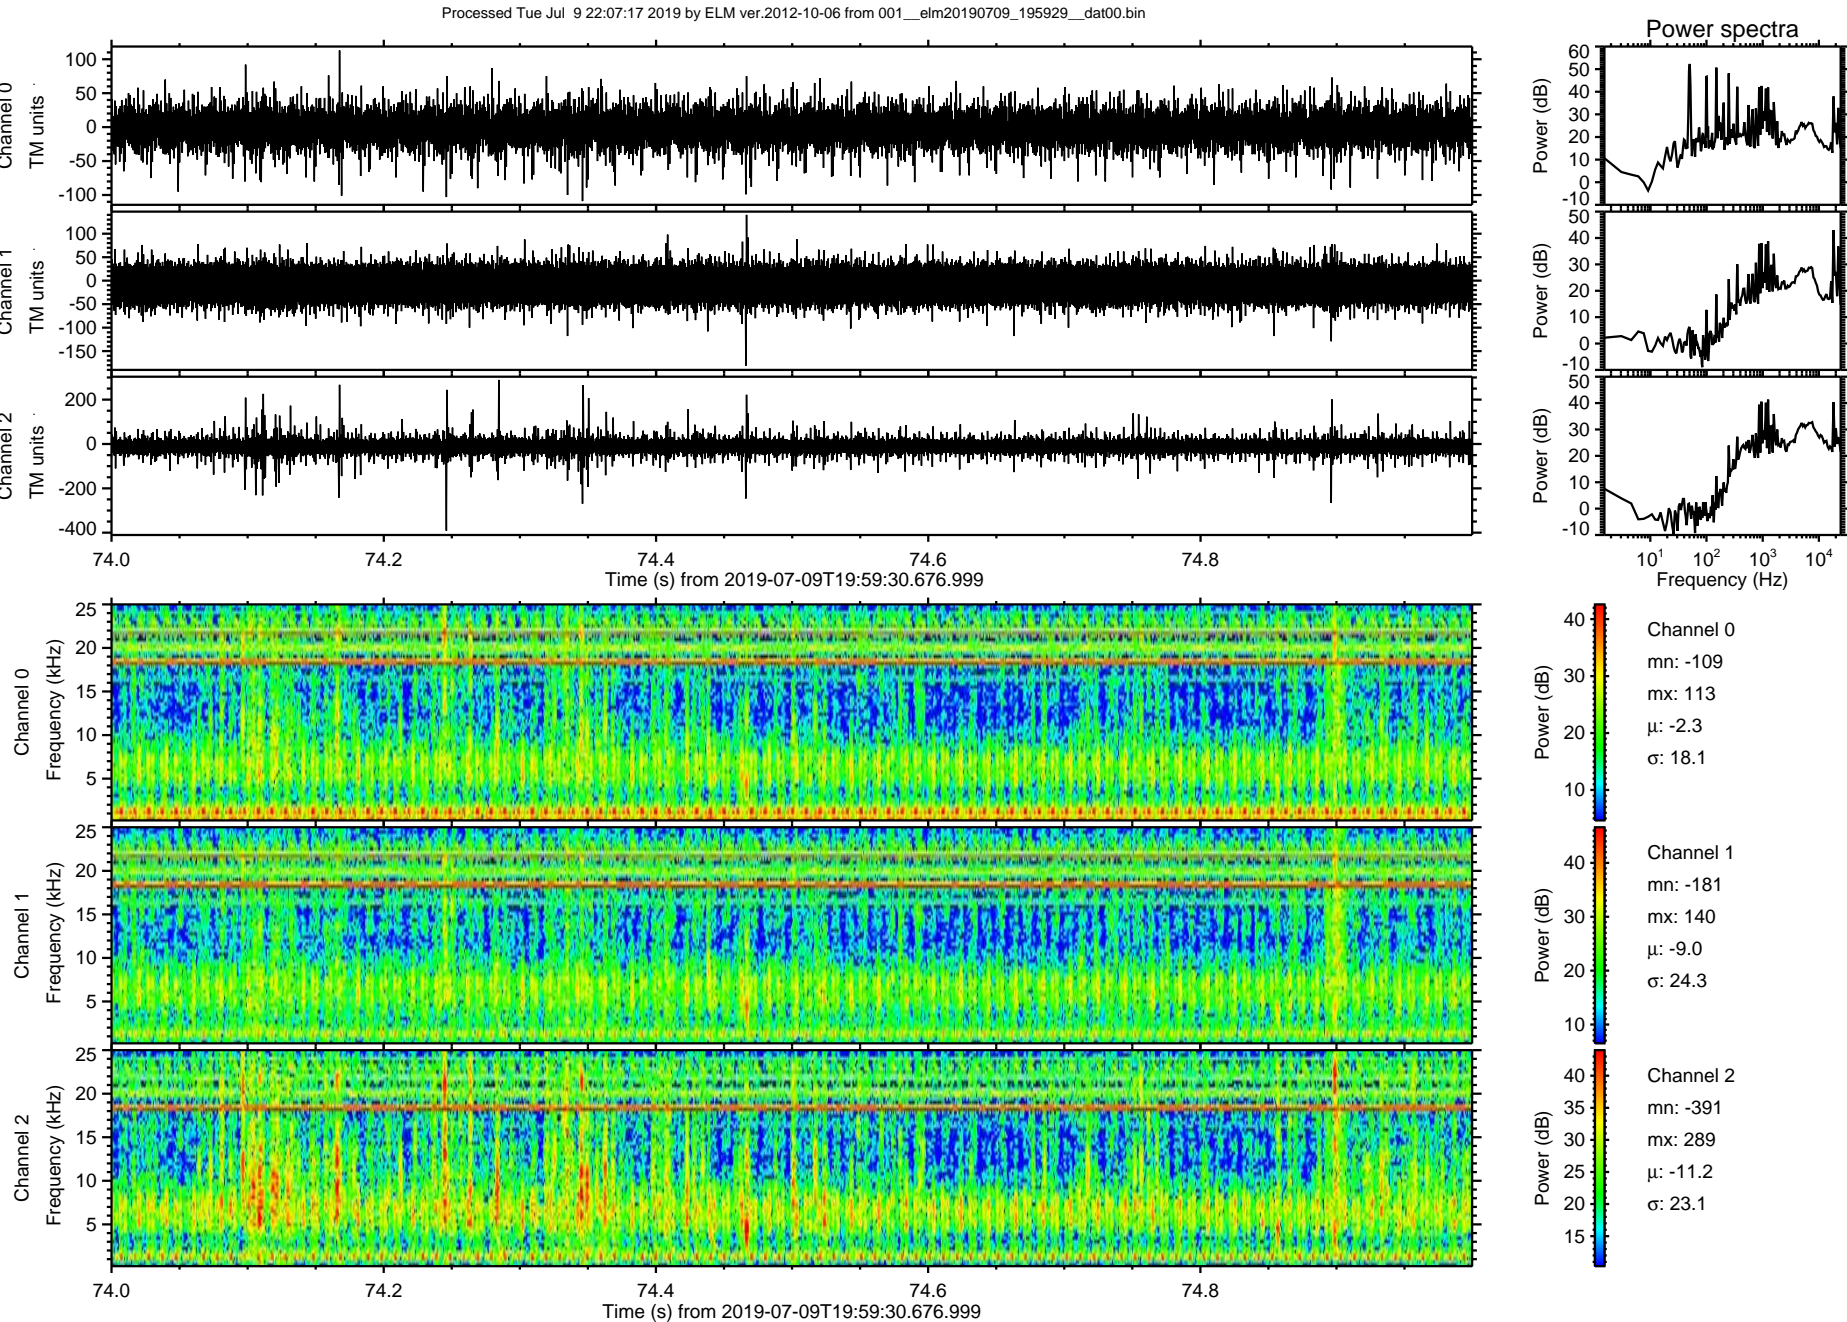 Processed Tue Jul 9 22:07:17 2019 by ELM ver.2012-10-06 from 001__elm20190709_195929__dat00.bin
Power spectra
Channel 0
TM units
100
50
0
-50
-100
Power (dB)
60
50
40
30
20
10
0
-10
Channel 1
TM units
100
50
0
-50
-100
-150
Power (dB)
50
40
30
20
10
0
-10
Channel 2
TM units
200
0
-200
-400
Power (dB)
50
40
30
20
10
0
-10
74.0 74.2 74.4 74.6 74.8
Time (s) from 2019-07-09T19:59:30.676.999
10¹ 10² 10³ 10⁴
Frequency (Hz)
Channel 0
Frequency (kHz)
25
20
15
10
5
Power (dB)
40
30
20
10
Channel 0
mn: -109
mx: 113
μ: -2.3
σ: 18.1
Channel 1
Frequency (kHz)
25
20
15
10
5
Power (dB)
40
30
20
10
Channel 1
mn: -181
mx: 140
μ: -9.0
σ: 24.3
Channel 2
Frequency (kHz)
25
20
15
10
5
Power (dB)
40
35
30
25
20
15
Channel 2
mn: -391
mx: 289
μ: -11.2
σ: 23.1
74.0 74.2 74.4 74.6 74.8
Time (s) from 2019-07-09T19:59:30.676.999